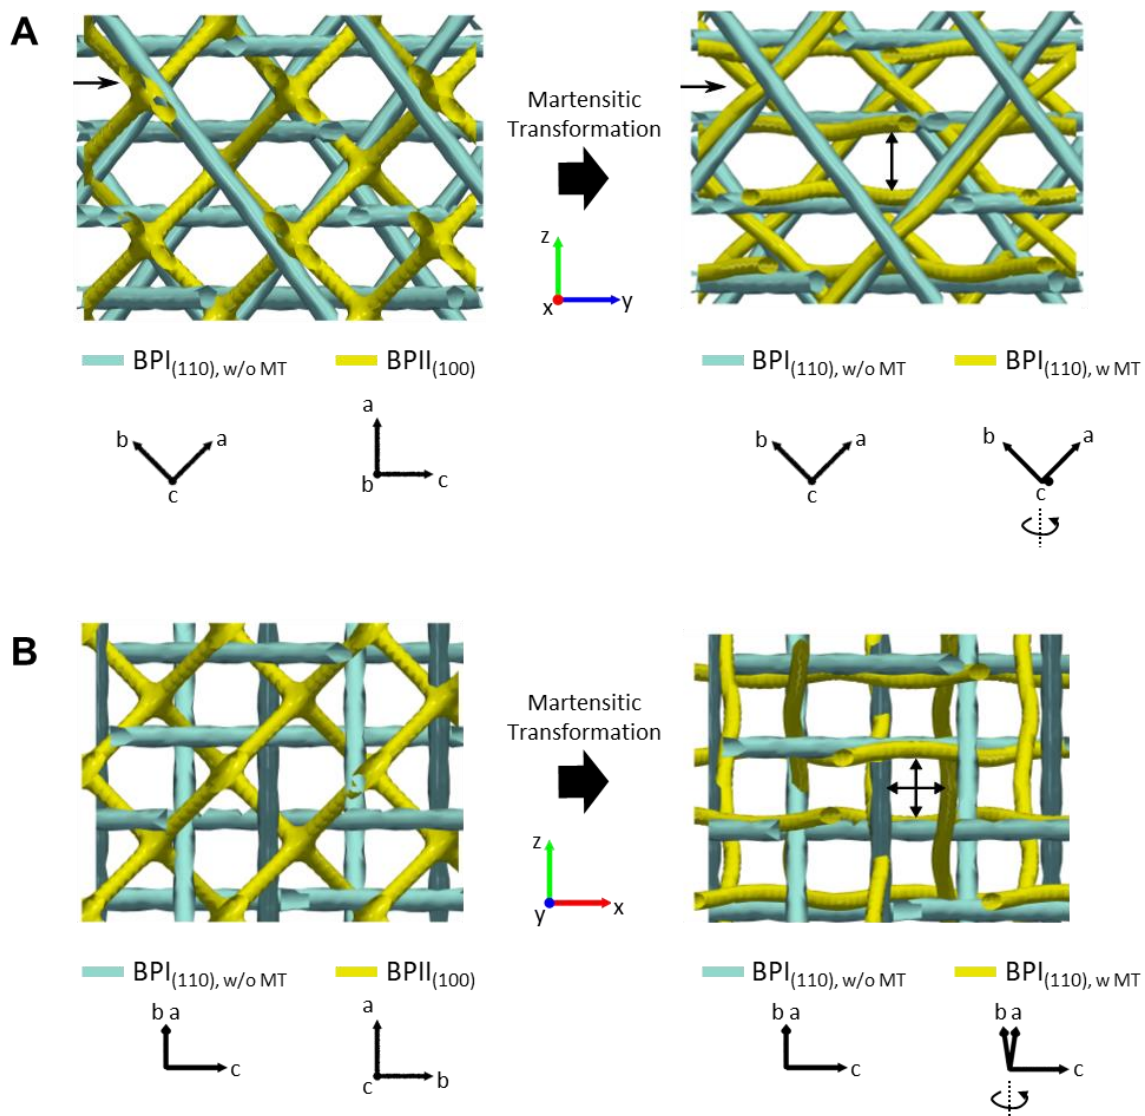 A
Martensitic
Transformation
z
x
y
BPI(110), w/o MT
BPII(100)
BPI(110), w/o MT
BPI(110), w MT
b
a
c
a
b
c
b
a
c
b
a
c
B
Martensitic
Transformation
z
y
x
BPI(110), w/o MT
BPII(100)
BPI(110), w/o MT
BPI(110), w MT
b a
c
a
c
b
b a
c
b a
c